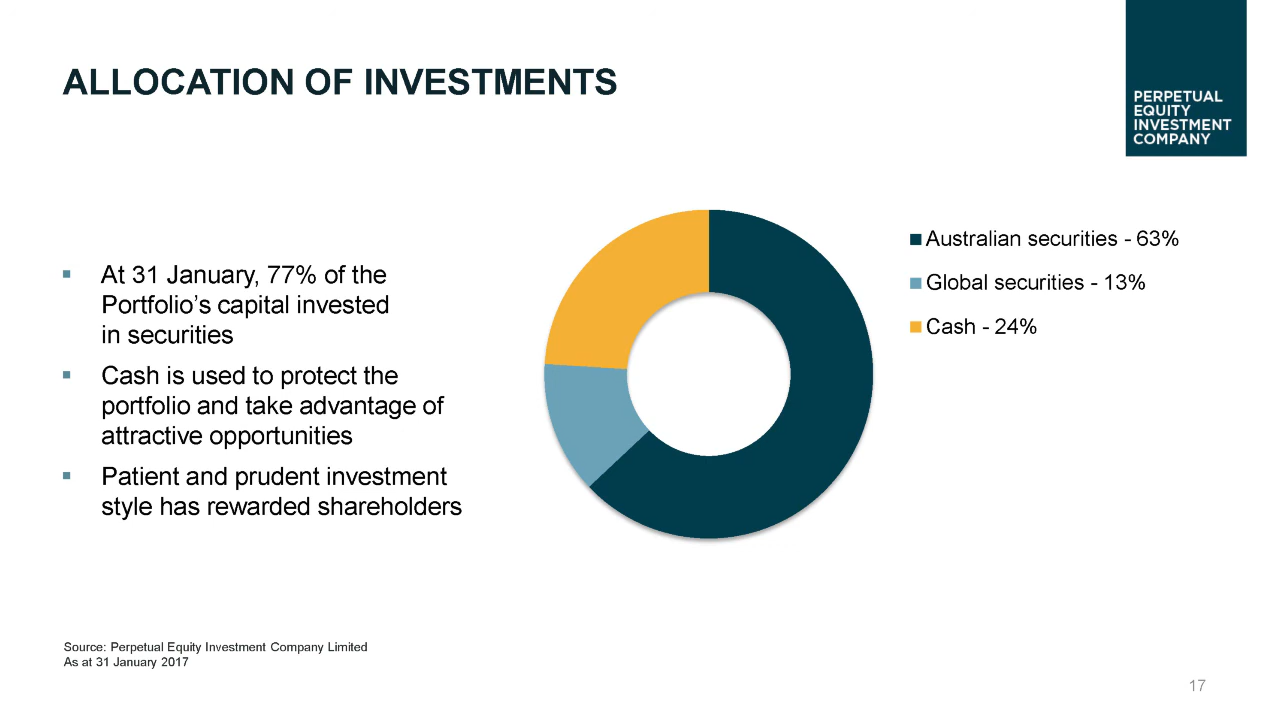 ALLOCATION OF INVESTMENTS
PERPETUAL
EQUITY
INVESTMENT
COMPANY
▪ At 31 January, 77% of the
Portfolio’s capital invested
in securities
▪ Cash is used to protect the
portfolio and take advantage of
attractive opportunities
▪ Patient and prudent investment
style has rewarded shareholders
Australian securities - 63%
Global securities - 13%
Cash - 24%
Source: Perpetual Equity Investment Company Limited
As at 31 January 2017
17